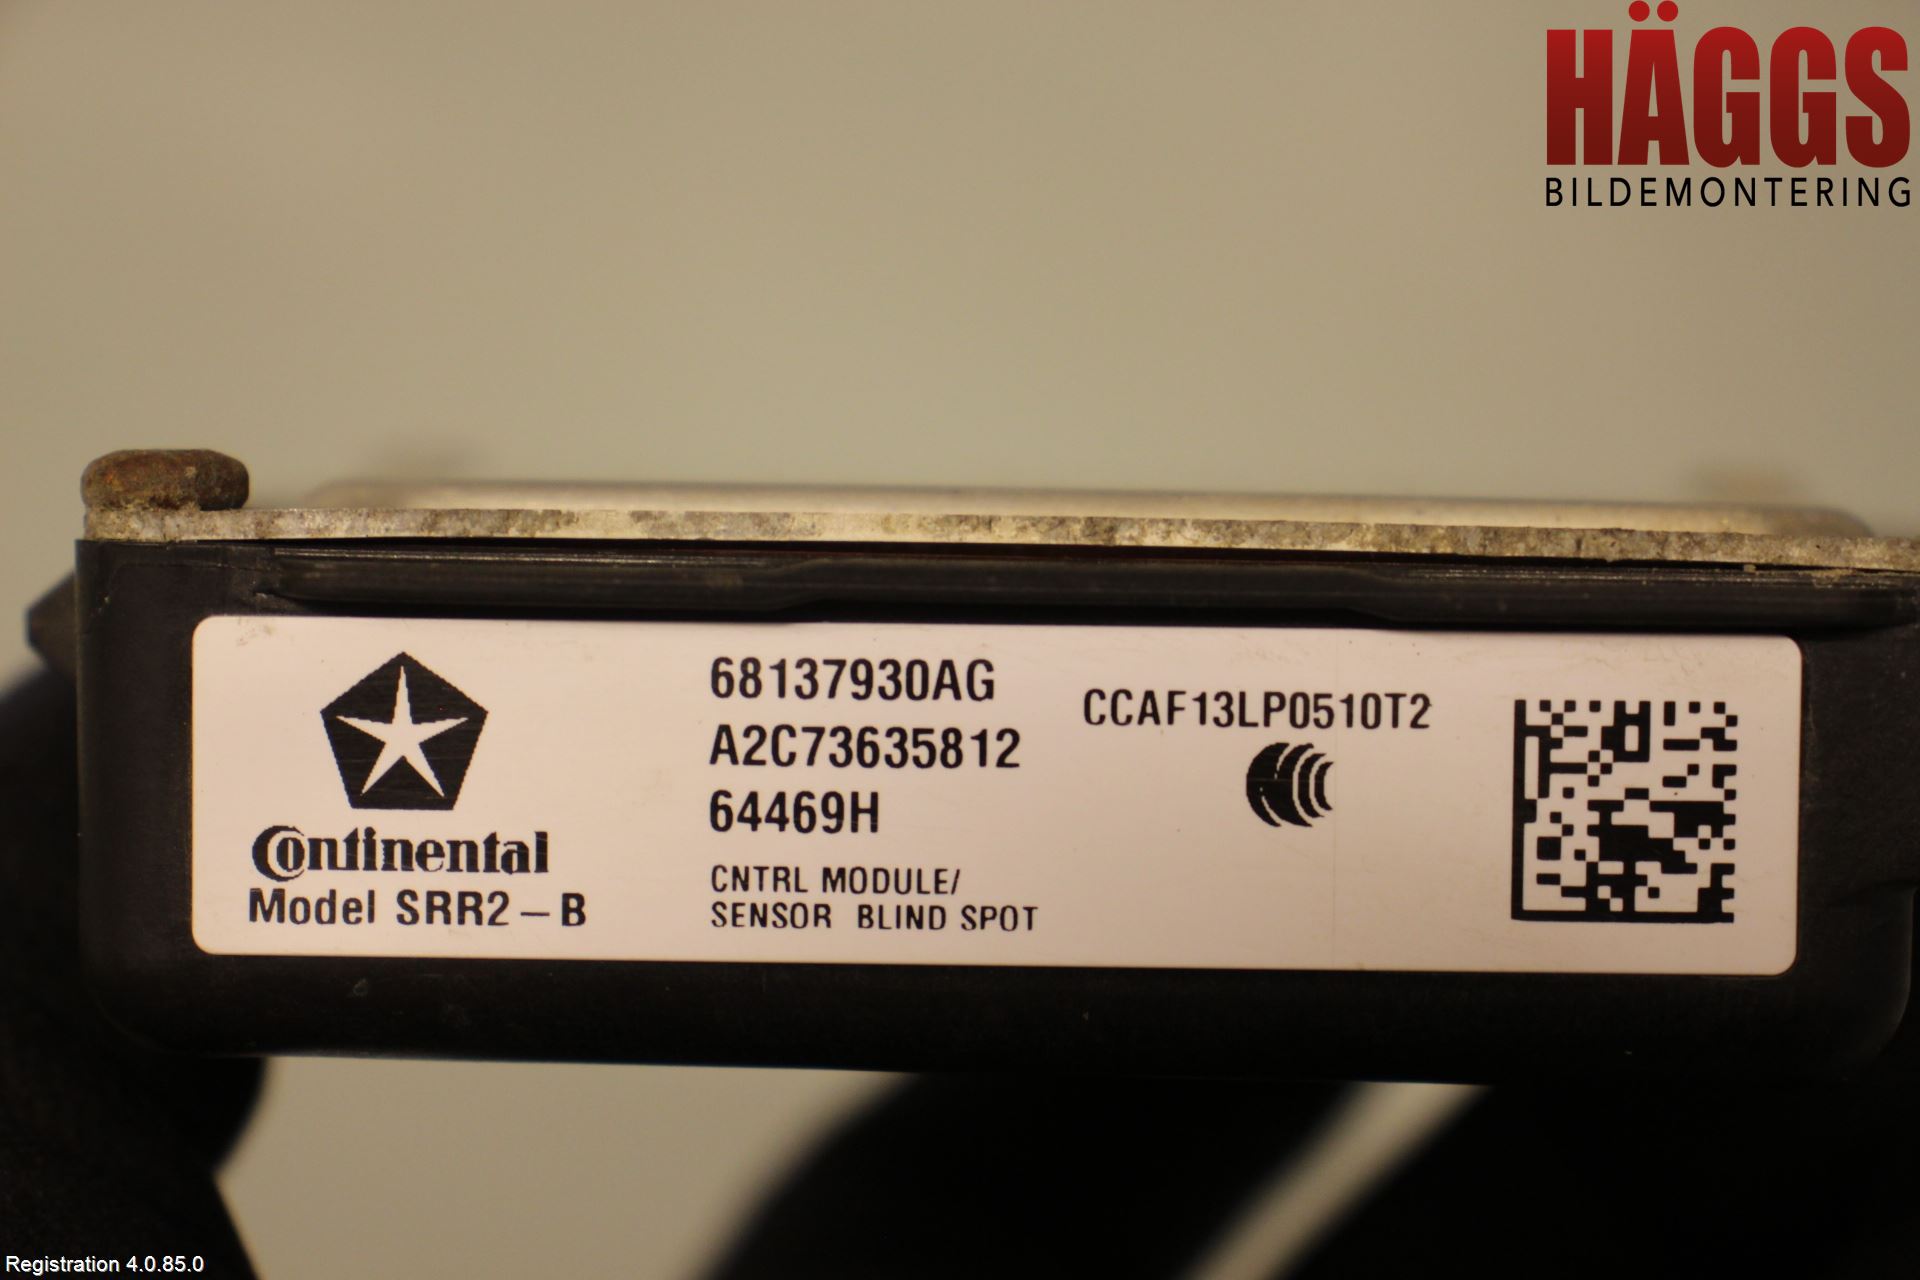 HÄGGS
BILDEMONTERING
68137930AG
A2C73635812
64469H
CNTRL MODULE/
SENSOR BLIND SPOT
CCAF13LP0510T2
Continental
Model SRR2-B
Registration 4.0.85.0